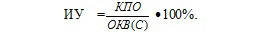 ИУ = КПО / ОКВ(С) •100%.